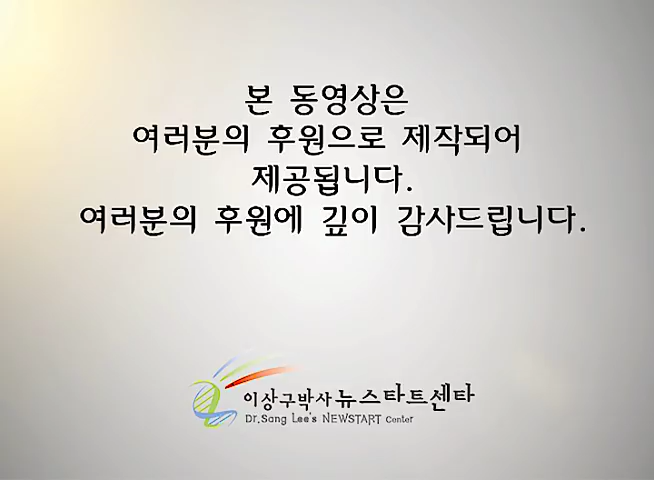 본 동영상은
여러분의 후원으로 제작되어
제공됩니다.
여러분의 후원에 깊이 감사드립니다.
이상구박사 뉴스타트센타
Dr.Sang Lee's NEWSTART Center